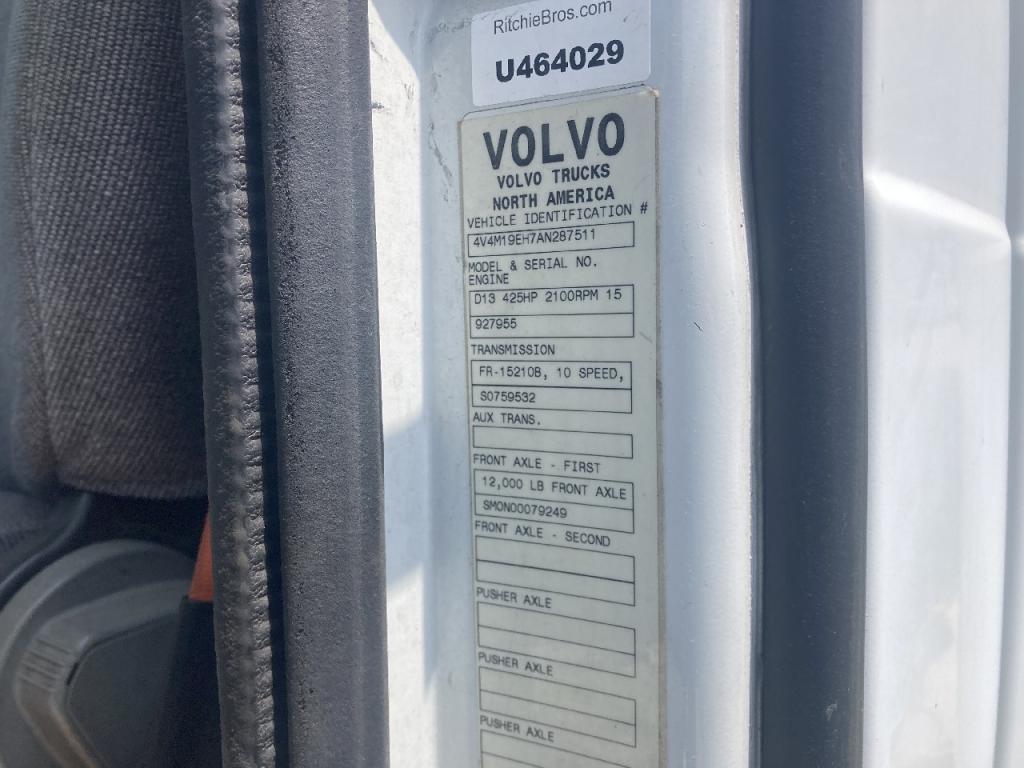 RitchieBros.com
U464029
VOLVO
VOLVO TRUCKS
NORTH AMERICA
VEHICLE IDENTIFICATION #
4V4M19EH7AN287511
MODEL & SERIAL NO.
ENGINE
D13 425HP 2100RPM 15
927955
TRANSMISSION
FR-15210B, 10 SPEED,
S0759532
AUX TRANS.
FRONT AXLE - FIRST
12,000 LB FRONT AXLE
SMON00079249
FRONT AXLE - SECOND
PUSHER AXLE
PUSHER AXLE
PUSHER AXLE